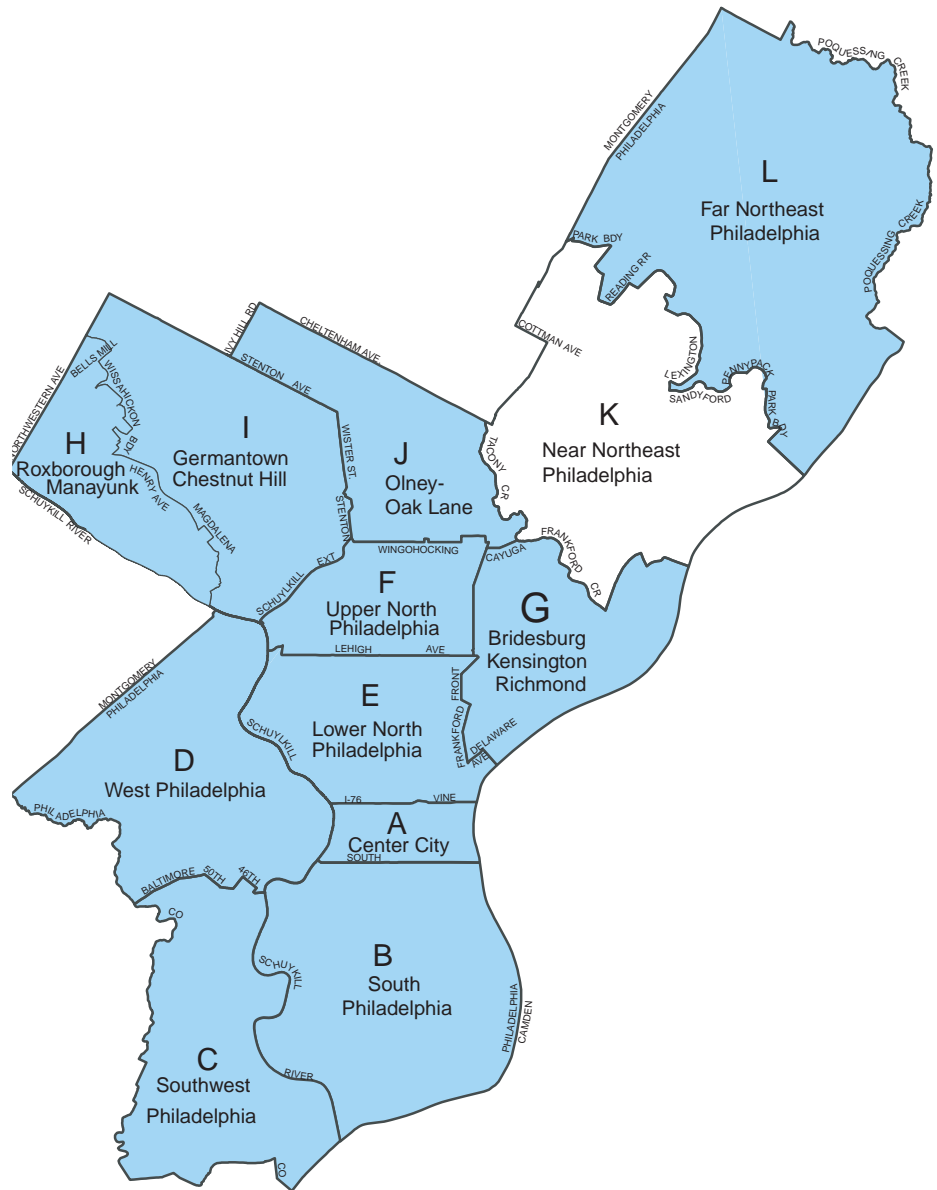 POQUESSING CREEK
MONTGOMERY
PHILADELPHIA
L
Far Northeast
Philadelphia
POQUESSING CREEK
PARK BDY
READING RR
COTTMAN AVE
LEXINGTON
SANDYFORD
PENNYPACK
PARK BDY
K
Near Northeast
Philadelphia
IVY HILL RD
CHELTENHAM AVE
STENTON AVE
NORTHWESTERN AVE
BELLS MILL
WISSAHICKON
BDY
HENRY AVE
MAGDALENA
H
Roxborough
Manayunk
SCHUYKILL RIVER
I
Germantown
Chestnut Hill
WISTER ST.
STENTON
J
Olney-
Oak Lane
TACONY CR
WINGOHOCKING
CAYUGA
FRANKFORD CR
SCHUYLKILL EXT
F
Upper North
Philadelphia
LEHIGH AVE
G
Bridesburg
Kensington
Richmond
FRONT
FRANKFORD
DELAWARE
AVE
E
Lower North
Philadelphia
SCHUYLKILL
MONTGOMERY
PHILADELPHIA
D
West Philadelphia
PHILADELPHIA
I-76 VINE
A
Center City
SOUTH
BALTIMORE 50TH 46TH
CO
B
South
Philadelphia
SCHUYKILL
RIVER
PHILADELPHIA
CAMDEN
C
Southwest
Philadelphia
CO